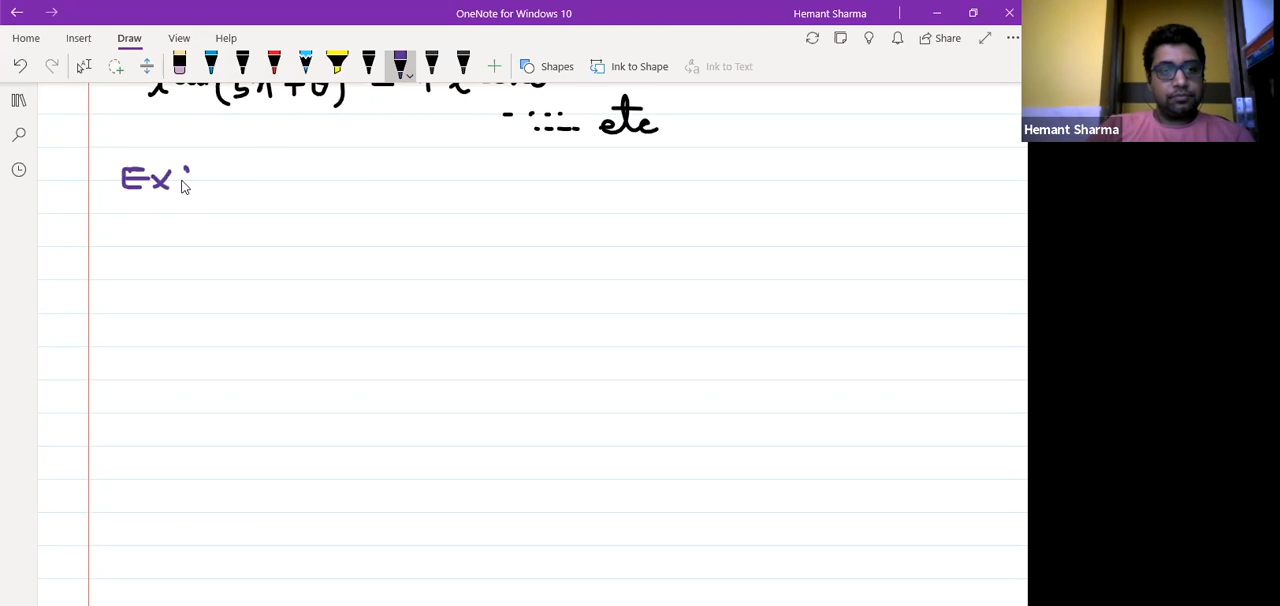 OneNote for Windows 10
Hemant Sharma
Home Insert Draw View Help
Share
Shapes Ink to Shape Ink to Text
Hemant Sharma
etc
Ex: